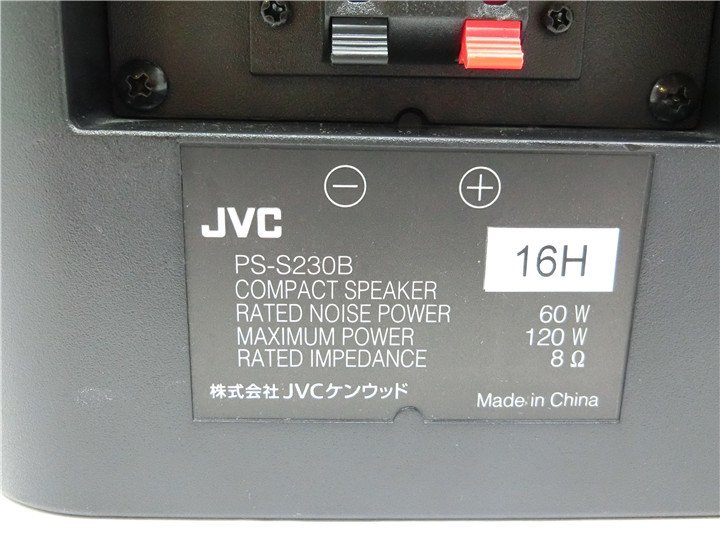 − +
JVC
16H
PS-S230B
COMPACT SPEAKER
RATED NOISE POWER 60 W
MAXIMUM POWER 120 W
RATED IMPEDANCE 8 Ω
株式会社 JVCケンウッド
Made in China